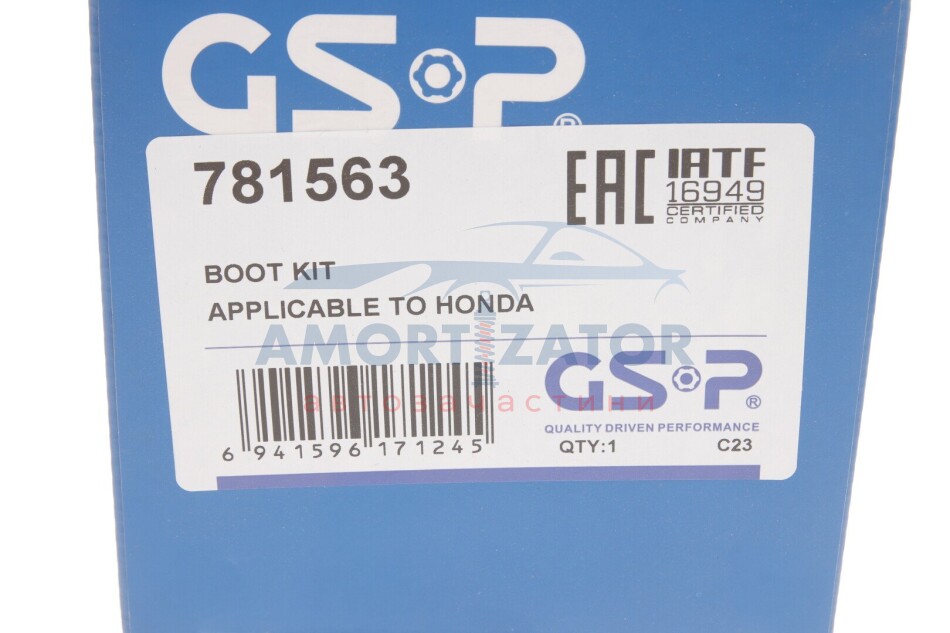 GSP®
781563
EAC
IATF
16949
CERTIFIED
COMPANY
BOOT KIT
APPLICABLE TO HONDA
AMORTIZATOR
автозапчастини
GSP®
QUALITY DRIVEN PERFORMANCE
6 941596 171245
QTY:1
C23